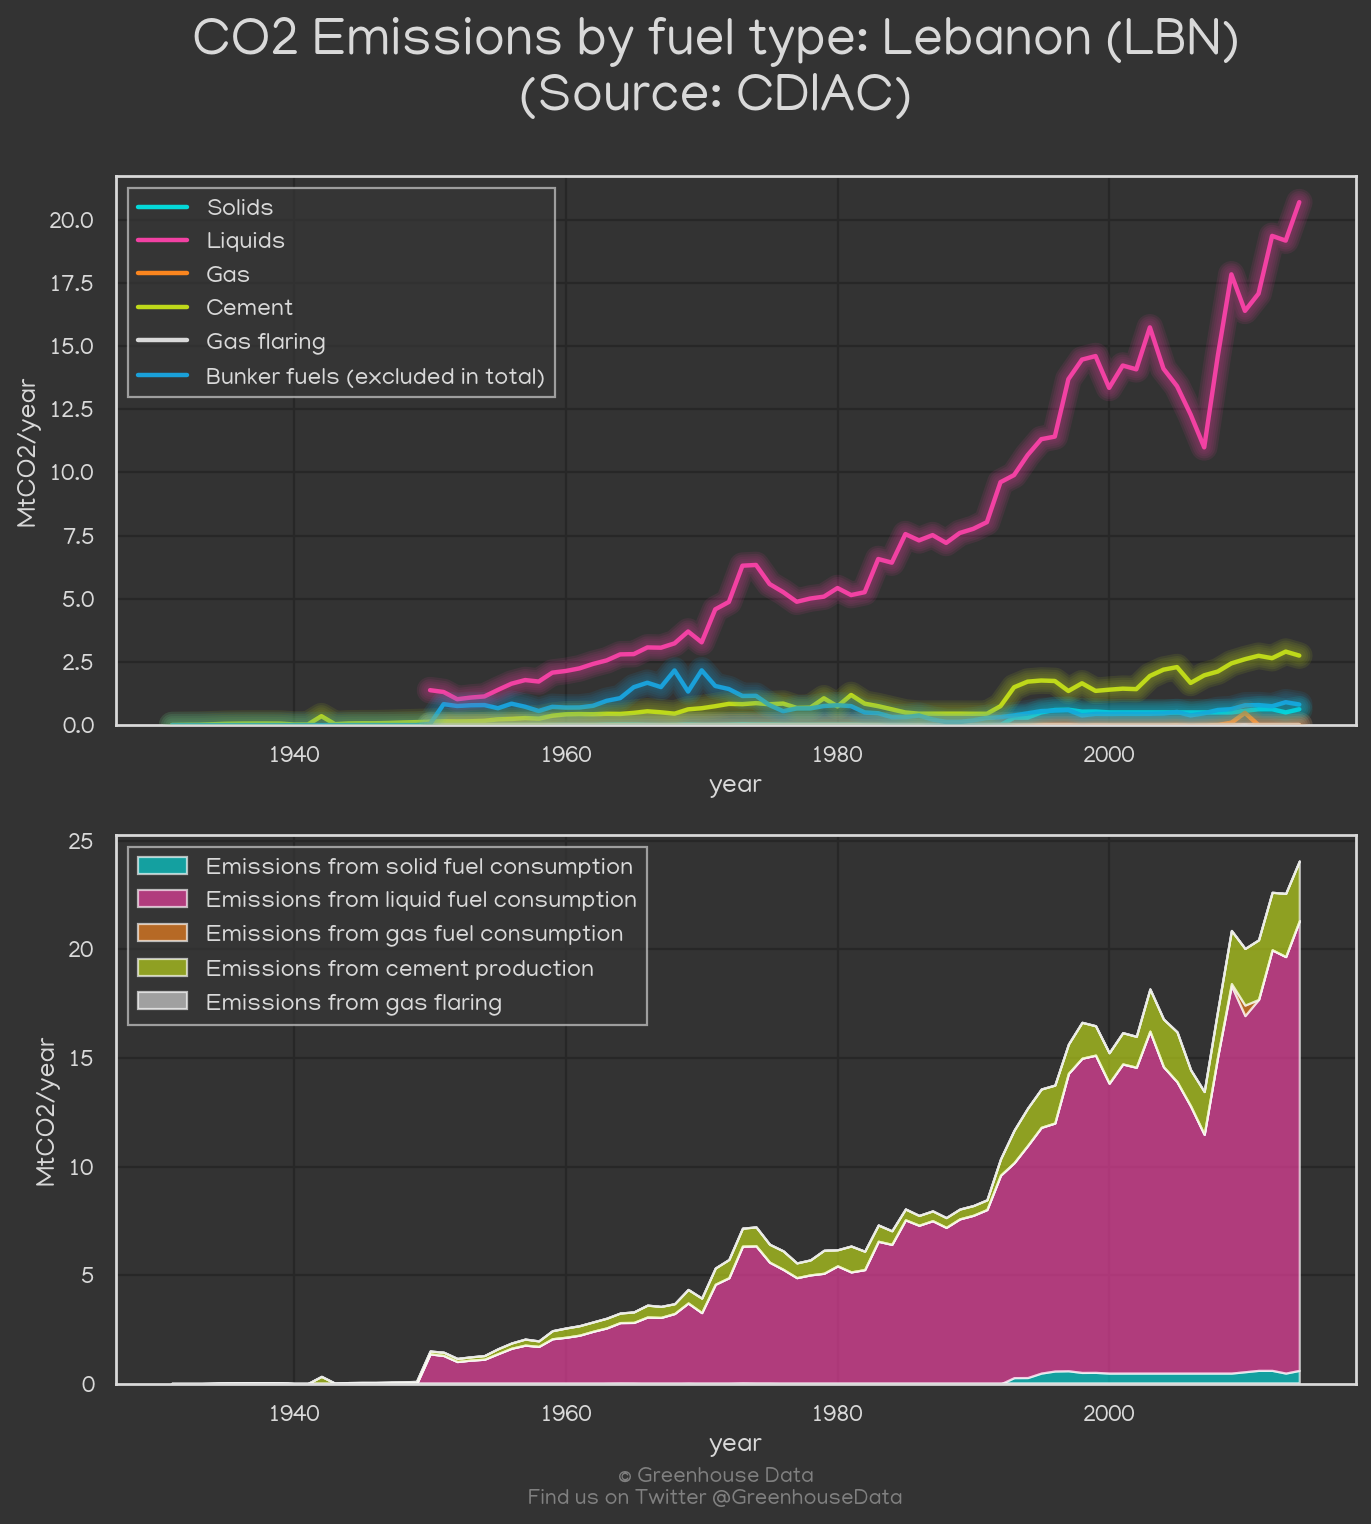 CO2 Emissions by fuel type: Lebanon (LBN)
(Source: CDIAC)
Solids
Liquids
Gas
Cement
Gas flaring
Bunker fuels (excluded in total)
MtCO2/year
20.0
17.5
15.0
12.5
10.0
7.5
5.0
2.5
0.0
1940 1960 1980 2000
year
Emissions from solid fuel consumption
Emissions from liquid fuel consumption
Emissions from gas fuel consumption
Emissions from cement production
Emissions from gas flaring
MtCO2/year
25
20
15
10
5
0
1940 1960 1980 2000
year
© Greenhouse Data
Find us on Twitter @GreenhouseData